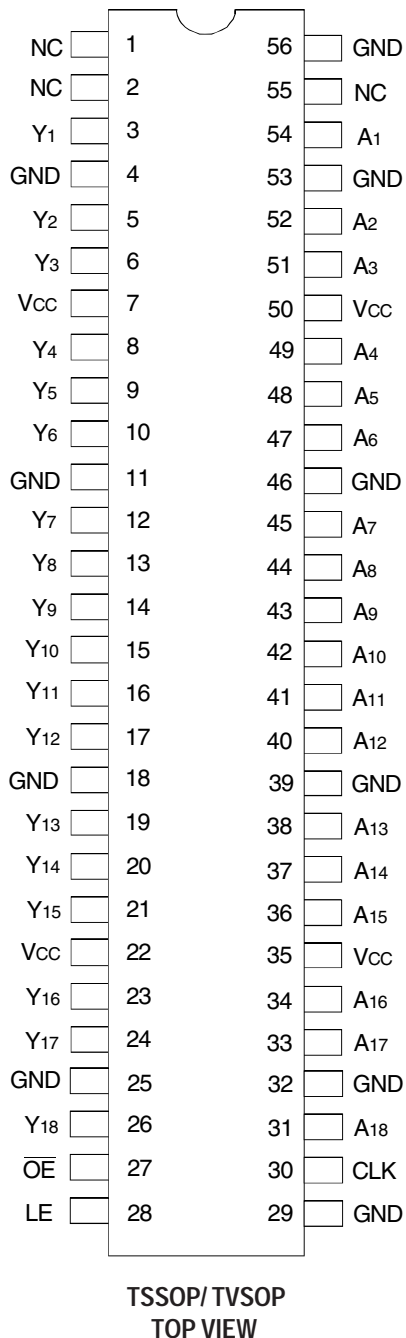 NC 1 56 GND
NC 2 55 NC
Y1 3 54 A1
GND 4 53 GND
Y2 5 52 A2
Y3 6 51 A3
VCC 7 50 VCC
Y4 8 49 A4
Y5 9 48 A5
Y6 10 47 A6
GND 11 46 GND
Y7 12 45 A7
Y8 13 44 A8
Y9 14 43 A9
Y10 15 42 A10
Y11 16 41 A11
Y12 17 40 A12
GND 18 39 GND
Y13 19 38 A13
Y14 20 37 A14
Y15 21 36 A15
VCC 22 35 VCC
Y16 23 34 A16
Y17 24 33 A17
GND 25 32 GND
Y18 26 31 A18
O̅E̅ 27 30 CLK
LE 28 29 GND
TSSOP/ TVSOP
TOP VIEW